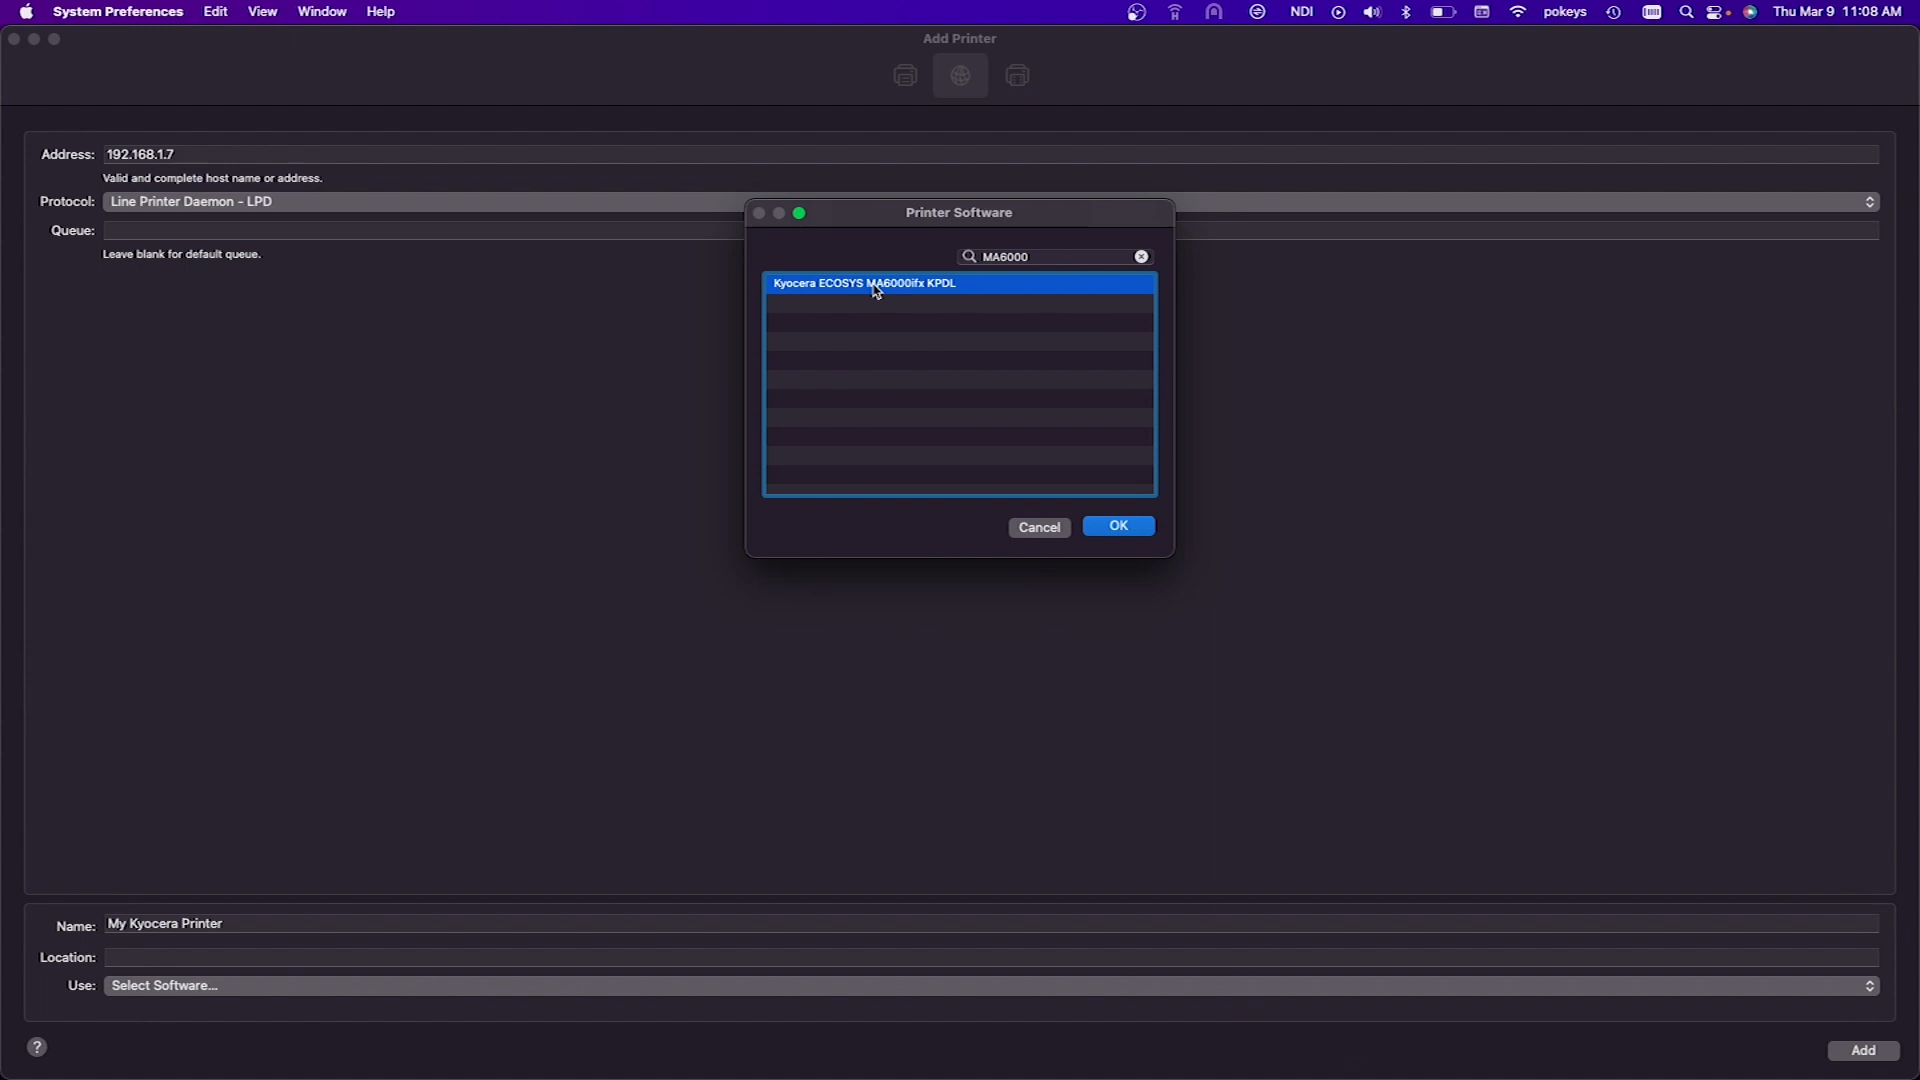 System Preferences Edit View Window Help NDI pokeys Thu Mar 9 11:08 AM
Add Printer
Address: 192.168.1.7
Valid and complete host name or address.
Protocol: Line Printer Daemon - LPD
Queue:
Leave blank for default queue.
Printer Software
MA6000
Kyocera ECOSYS MA6000ifx KPDL
Cancel OK
Name: My Kyocera Printer
Location:
Use: Select Software...
? Add